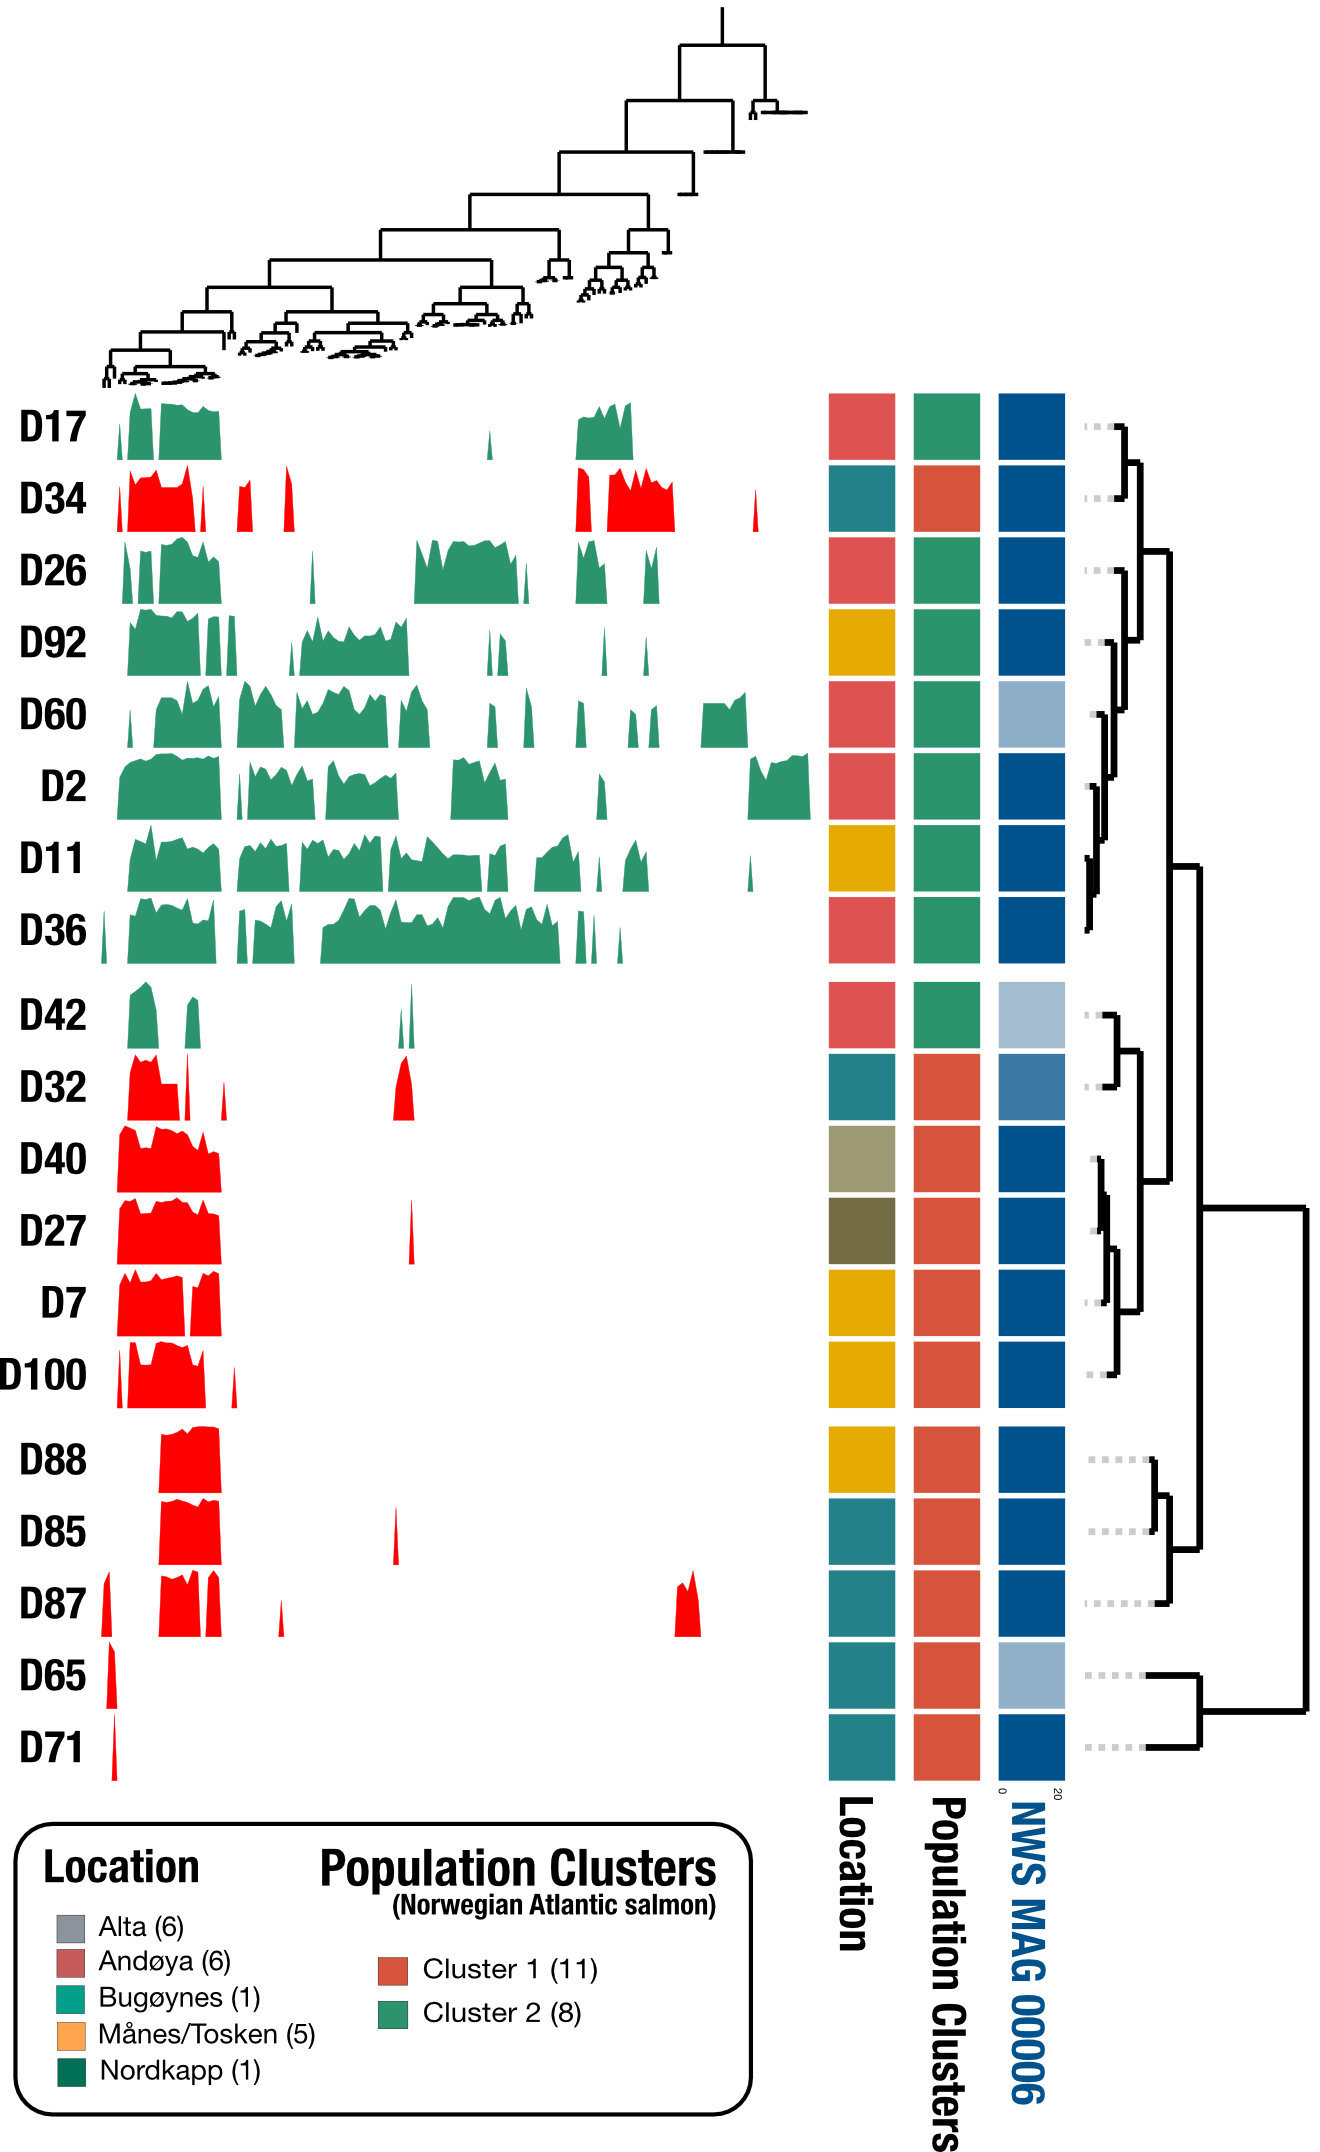 D17
D34
D26
D92
D60
D2
D11
D36
D42
D32
D40
D27
D7
D100
D88
D85
D87
D65
D71
0
20
Location
Population Clusters
NWS MAG 00006
Location
Alta (6)
Andøya (6)
Bugøynes (1)
Månes/Tosken (5)
Nordkapp (1)
Population Clusters
(Norwegian Atlantic salmon)
Cluster 1 (11)
Cluster 2 (8)